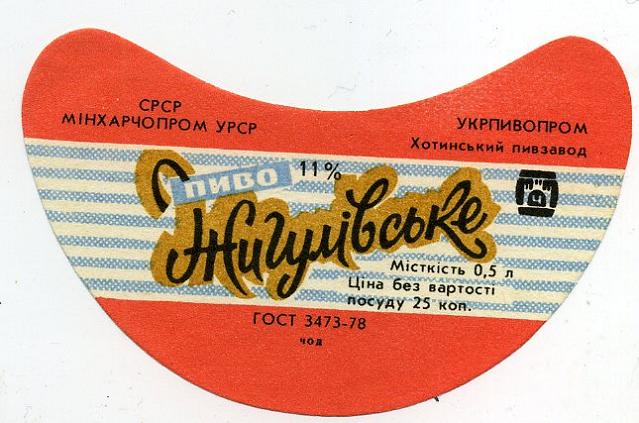 СРСР
МІНХАРЧОПРОМ УРСР
УКРПИВОПРОМ
Хотинський пивзавод
пиво 11%
Жигулівське
Місткість 0,5 л
Ціна без вартості
посуду 25 коп.
ГОСТ 3473-78
чол